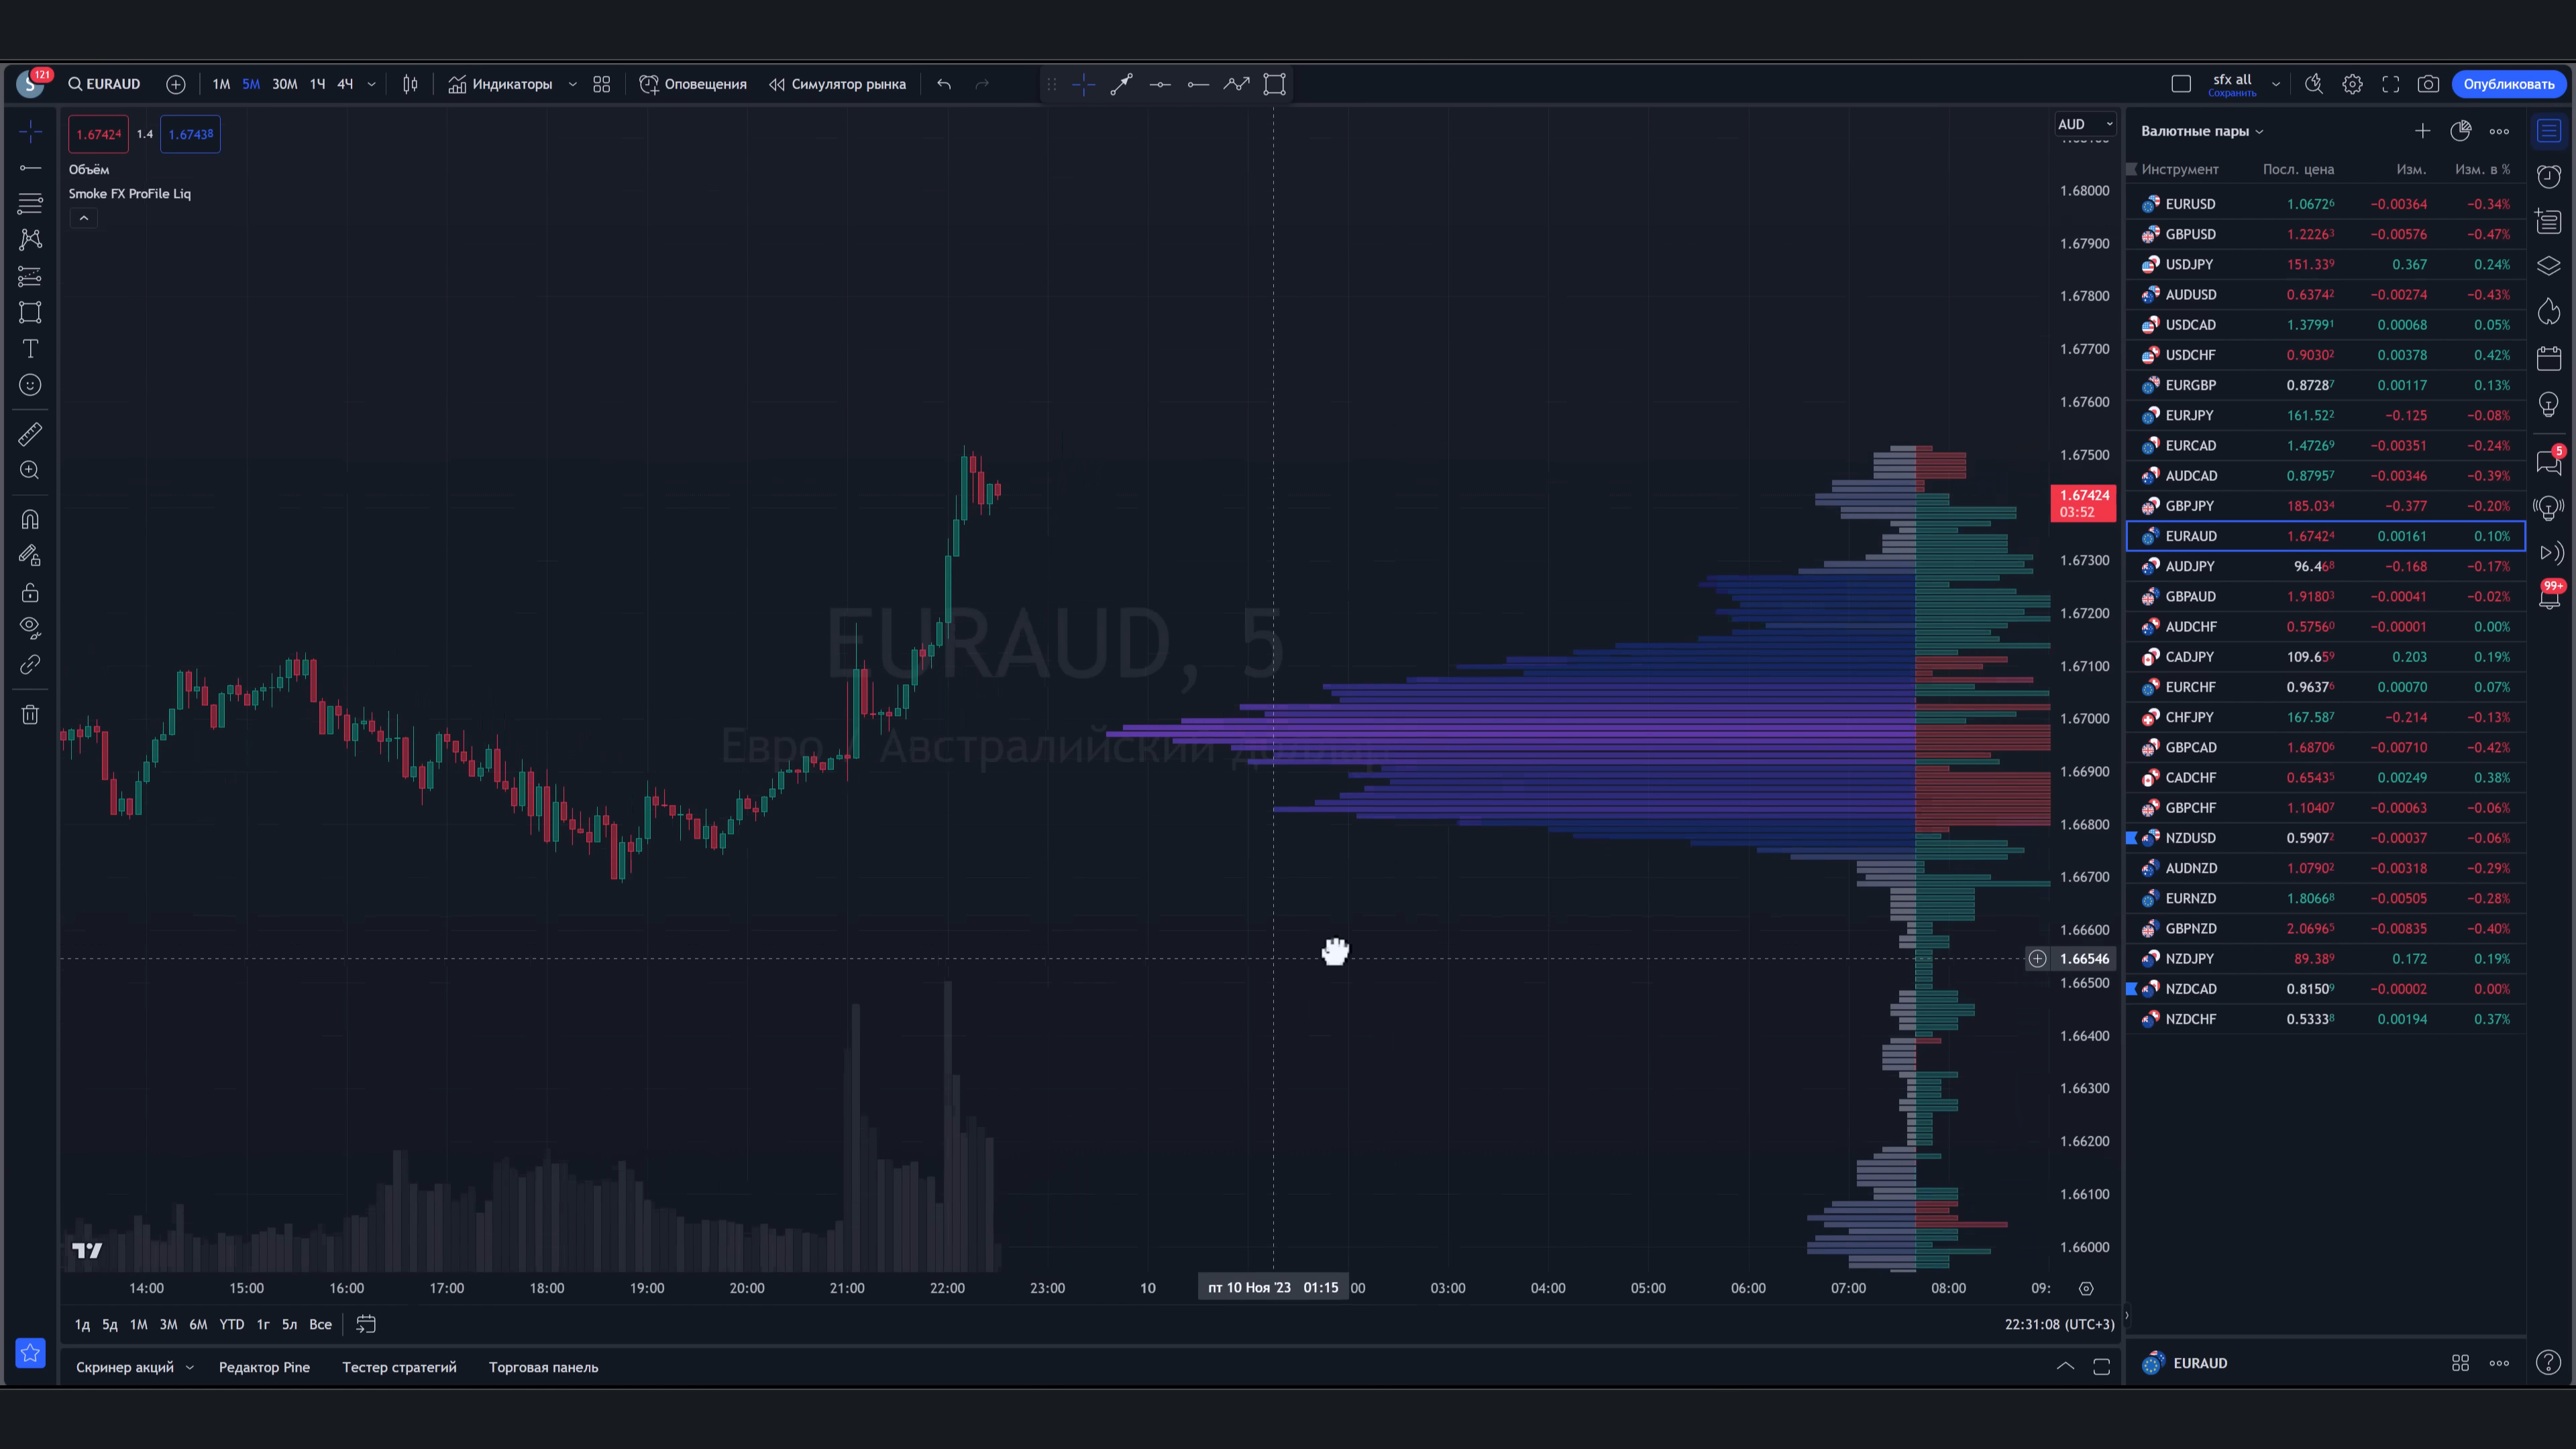 S 121 EURAUD 1М 5М 30М 1Ч 4Ч Индикаторы Оповещения Симулятор рынка sfx all Сохранить Опубликовать
1.67424 1.4 1.67438
Объём
Smoke FX ProFile Liq
EURAUD, 5
Евро / Австралийский доллар
AUD
1.68000
1.67900
1.67800
1.67700
1.67600
1.67500
1.67424
03:52
1.67300
1.67200
1.67100
1.67000
1.66900
1.66800
1.66700
1.66600
1.66546
1.66500
1.66400
1.66300
1.66200
1.66100
1.66000
14:00 15:00 16:00 17:00 18:00 19:00 20:00 21:00 22:00 23:00 10 пт 10 Ноя '23 01:15 00 03:00 04:00 05:00 06:00 07:00 08:00 09:
1д 5д 1М 3М 6М YTD 1г 5л Все 22:31:08 (UTC+3)
Скринер акций Редактор Pine Тестер стратегий Торговая панель
Валютные пары
Инструмент Посл. цена Изм. Изм. в %
EURUSD 1.06726 −0.00364 −0.34%
GBPUSD 1.22263 −0.00576 −0.47%
USDJPY 151.339 0.367 0.24%
AUDUSD 0.63742 −0.00274 −0.43%
USDCAD 1.37991 0.00068 0.05%
USDCHF 0.90302 0.00378 0.42%
EURGBP 0.87287 0.00117 0.13%
EURJPY 161.522 −0.125 −0.08%
EURCAD 1.47269 −0.00351 −0.24%
AUDCAD 0.87957 −0.00346 −0.39%
GBPJPY 185.034 −0.377 −0.20%
EURAUD 1.67424 0.00161 0.10%
AUDJPY 96.468 −0.168 −0.17%
GBPAUD 1.91803 −0.00041 −0.02%
AUDCHF 0.57560 −0.00001 0.00%
CADJPY 109.659 0.203 0.19%
EURCHF 0.96376 0.00070 0.07%
CHFJPY 167.587 −0.214 −0.13%
GBPCAD 1.68706 −0.00710 −0.42%
CADCHF 0.65435 0.00249 0.38%
GBPCHF 1.10407 −0.00063 −0.06%
NZDUSD 0.59072 −0.00037 −0.06%
AUDNZD 1.07902 −0.00318 −0.29%
EURNZD 1.80668 −0.00505 −0.28%
GBPNZD 2.06965 −0.00835 −0.40%
NZDJPY 89.389 0.172 0.19%
NZDCAD 0.81509 −0.00002 0.00%
NZDCHF 0.53338 0.00194 0.37%
EURAUD
5
99+